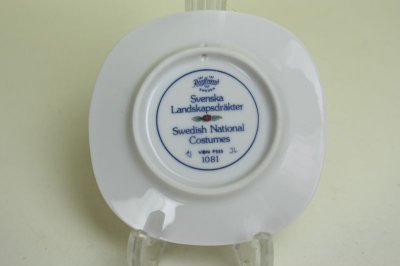 Rörstrand
SWEDEN
Svenska
Landskapsdräkter
Swedish National
Costumes
1081